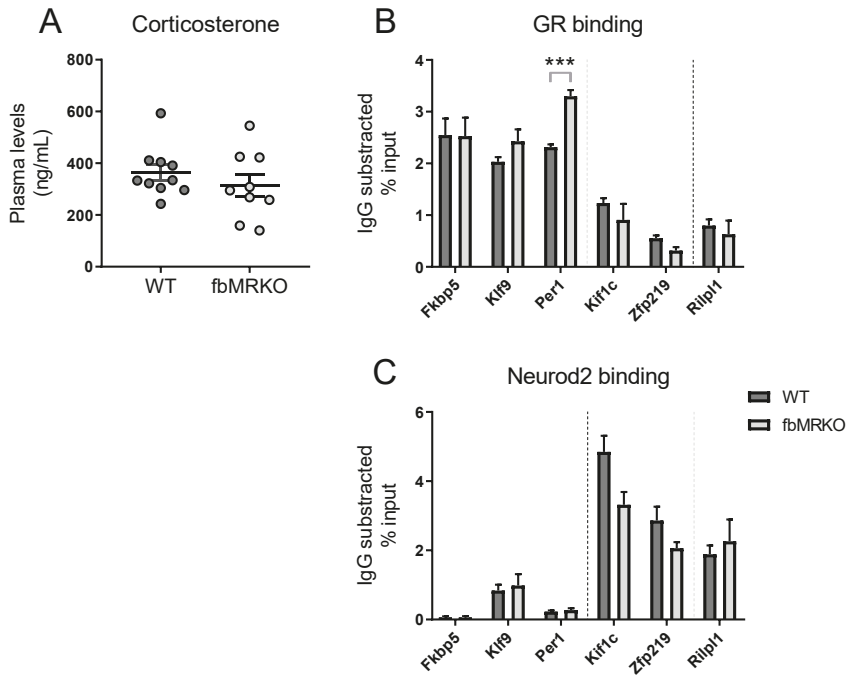 A
Corticosterone
Plasma levels
(ng/mL)
800
600
400
200
0
WT
fbMRKO
B
GR binding
IgG substracted
% input
4
3
2
1
0
***
Fkbp5
Klf9
Per1
Kif1c
Zfp219
Rilpl1
C
Neurod2 binding
IgG substracted
% input
6
4
2
0
Fkbp5
Klf9
Per1
Kif1c
Zfp219
Rilpl1
WT
fbMRKO